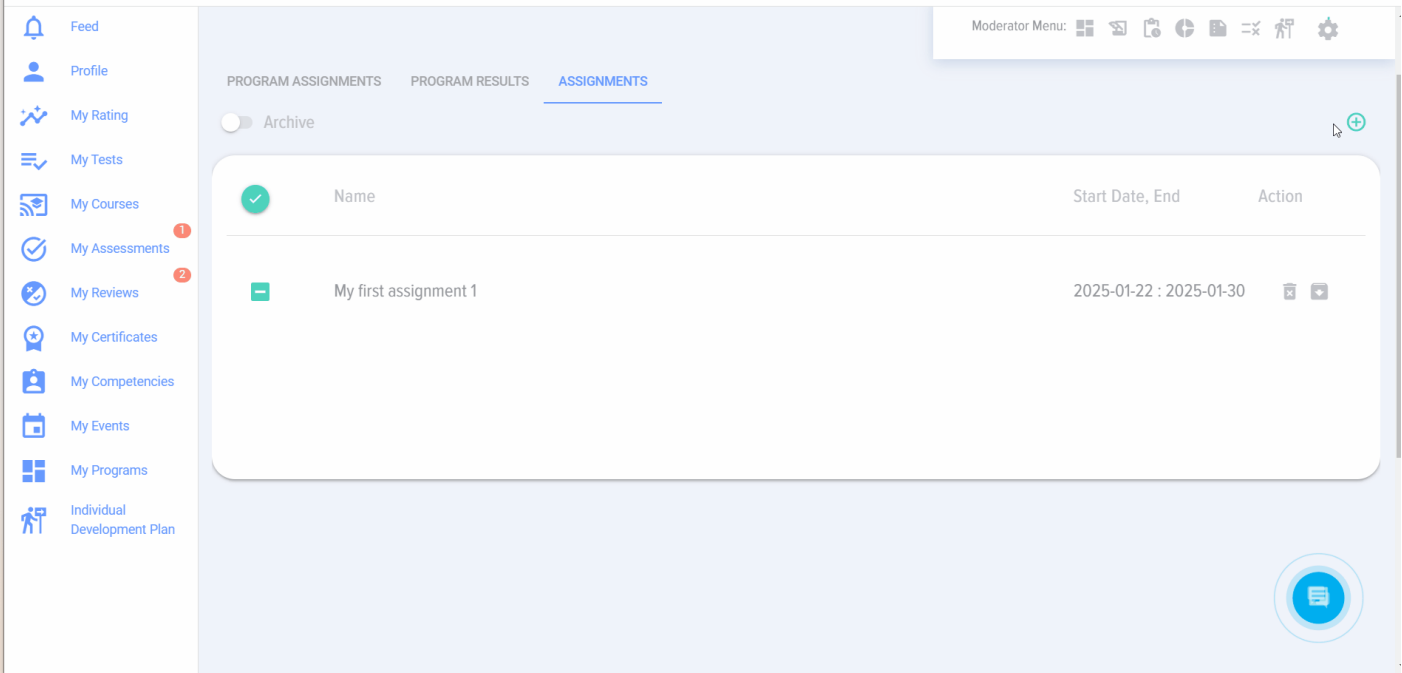 Feed
Profile
My Rating
My Tests
My Courses
1
My Assessments
2
My Reviews
My Certificates
My Competencies
My Events
My Programs
Individual
Development Plan
Moderator Menu:
PROGRAM ASSIGNMENTS PROGRAM RESULTS ASSIGNMENTS
Archive
Name Start Date, End Action
My first assignment 1 2025-01-22 : 2025-01-30